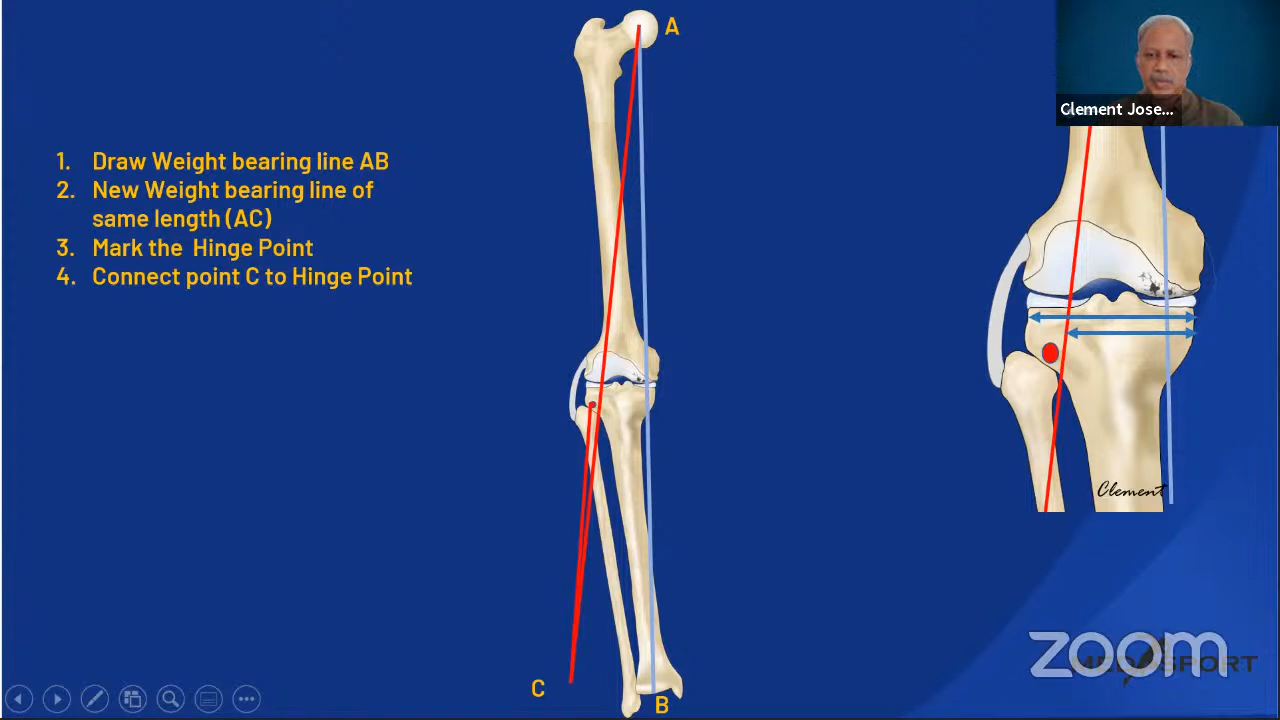 A
Clement Jose...
1. Draw Weight bearing line AB
2. New Weight bearing line of
same length (AC)
3. Mark the Hinge Point
4. Connect point C to Hinge Point
Clement
zoom
MEDSPORT
C
B